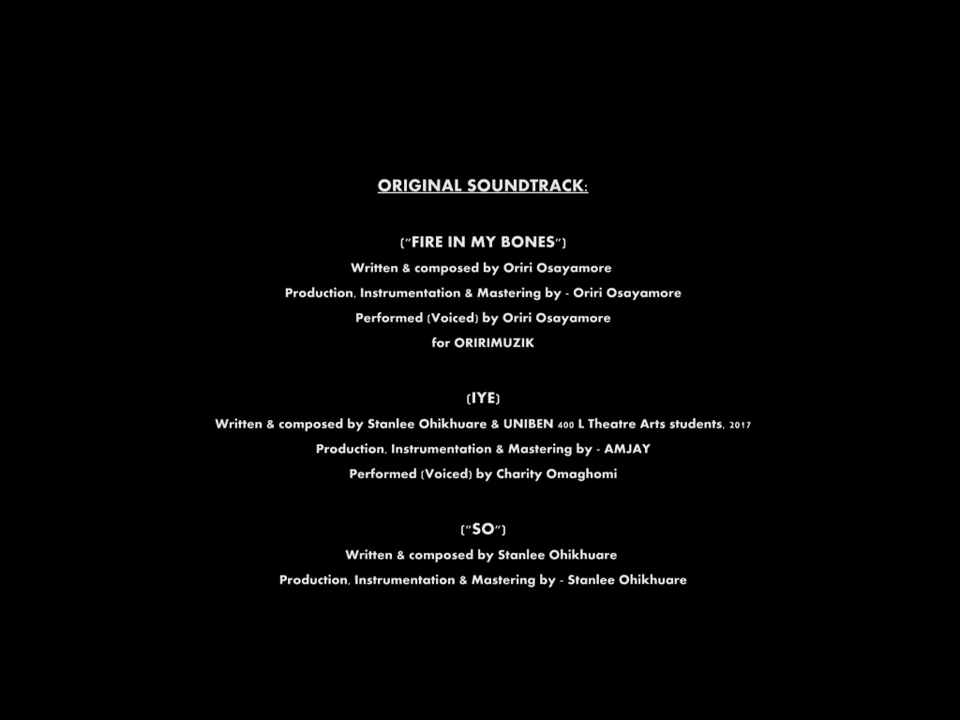 ORIGINAL SOUNDTRACK:
("FIRE IN MY BONES")
Written & composed by Oriri Osayamore
Production, Instrumentation & Mastering by - Oriri Osayamore
Performed (Voiced) by Oriri Osayamore
for ORIRIMUZIK
(IYE)
Written & composed by Stanlee Ohikhuare & UNIBEN 400 L Theatre Arts students, 2017
Production, Instrumentation & Mastering by - AMJAY
Performed (Voiced) by Charity Omaghomi
("SO")
Written & composed by Stanlee Ohikhuare
Production, Instrumentation & Mastering by - Stanlee Ohikhuare